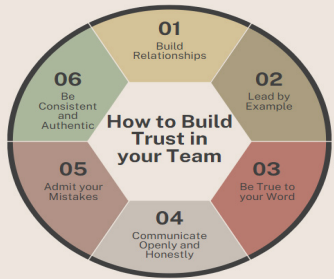 How to Build
Trust in
your Team
01
Build
Relationships
02
Lead by
Example
03
Be True to
your Word
04
Communicate
Openly and
Honestly
05
Admit your
Mistakes
06
Be
Consistent
and
Authentic